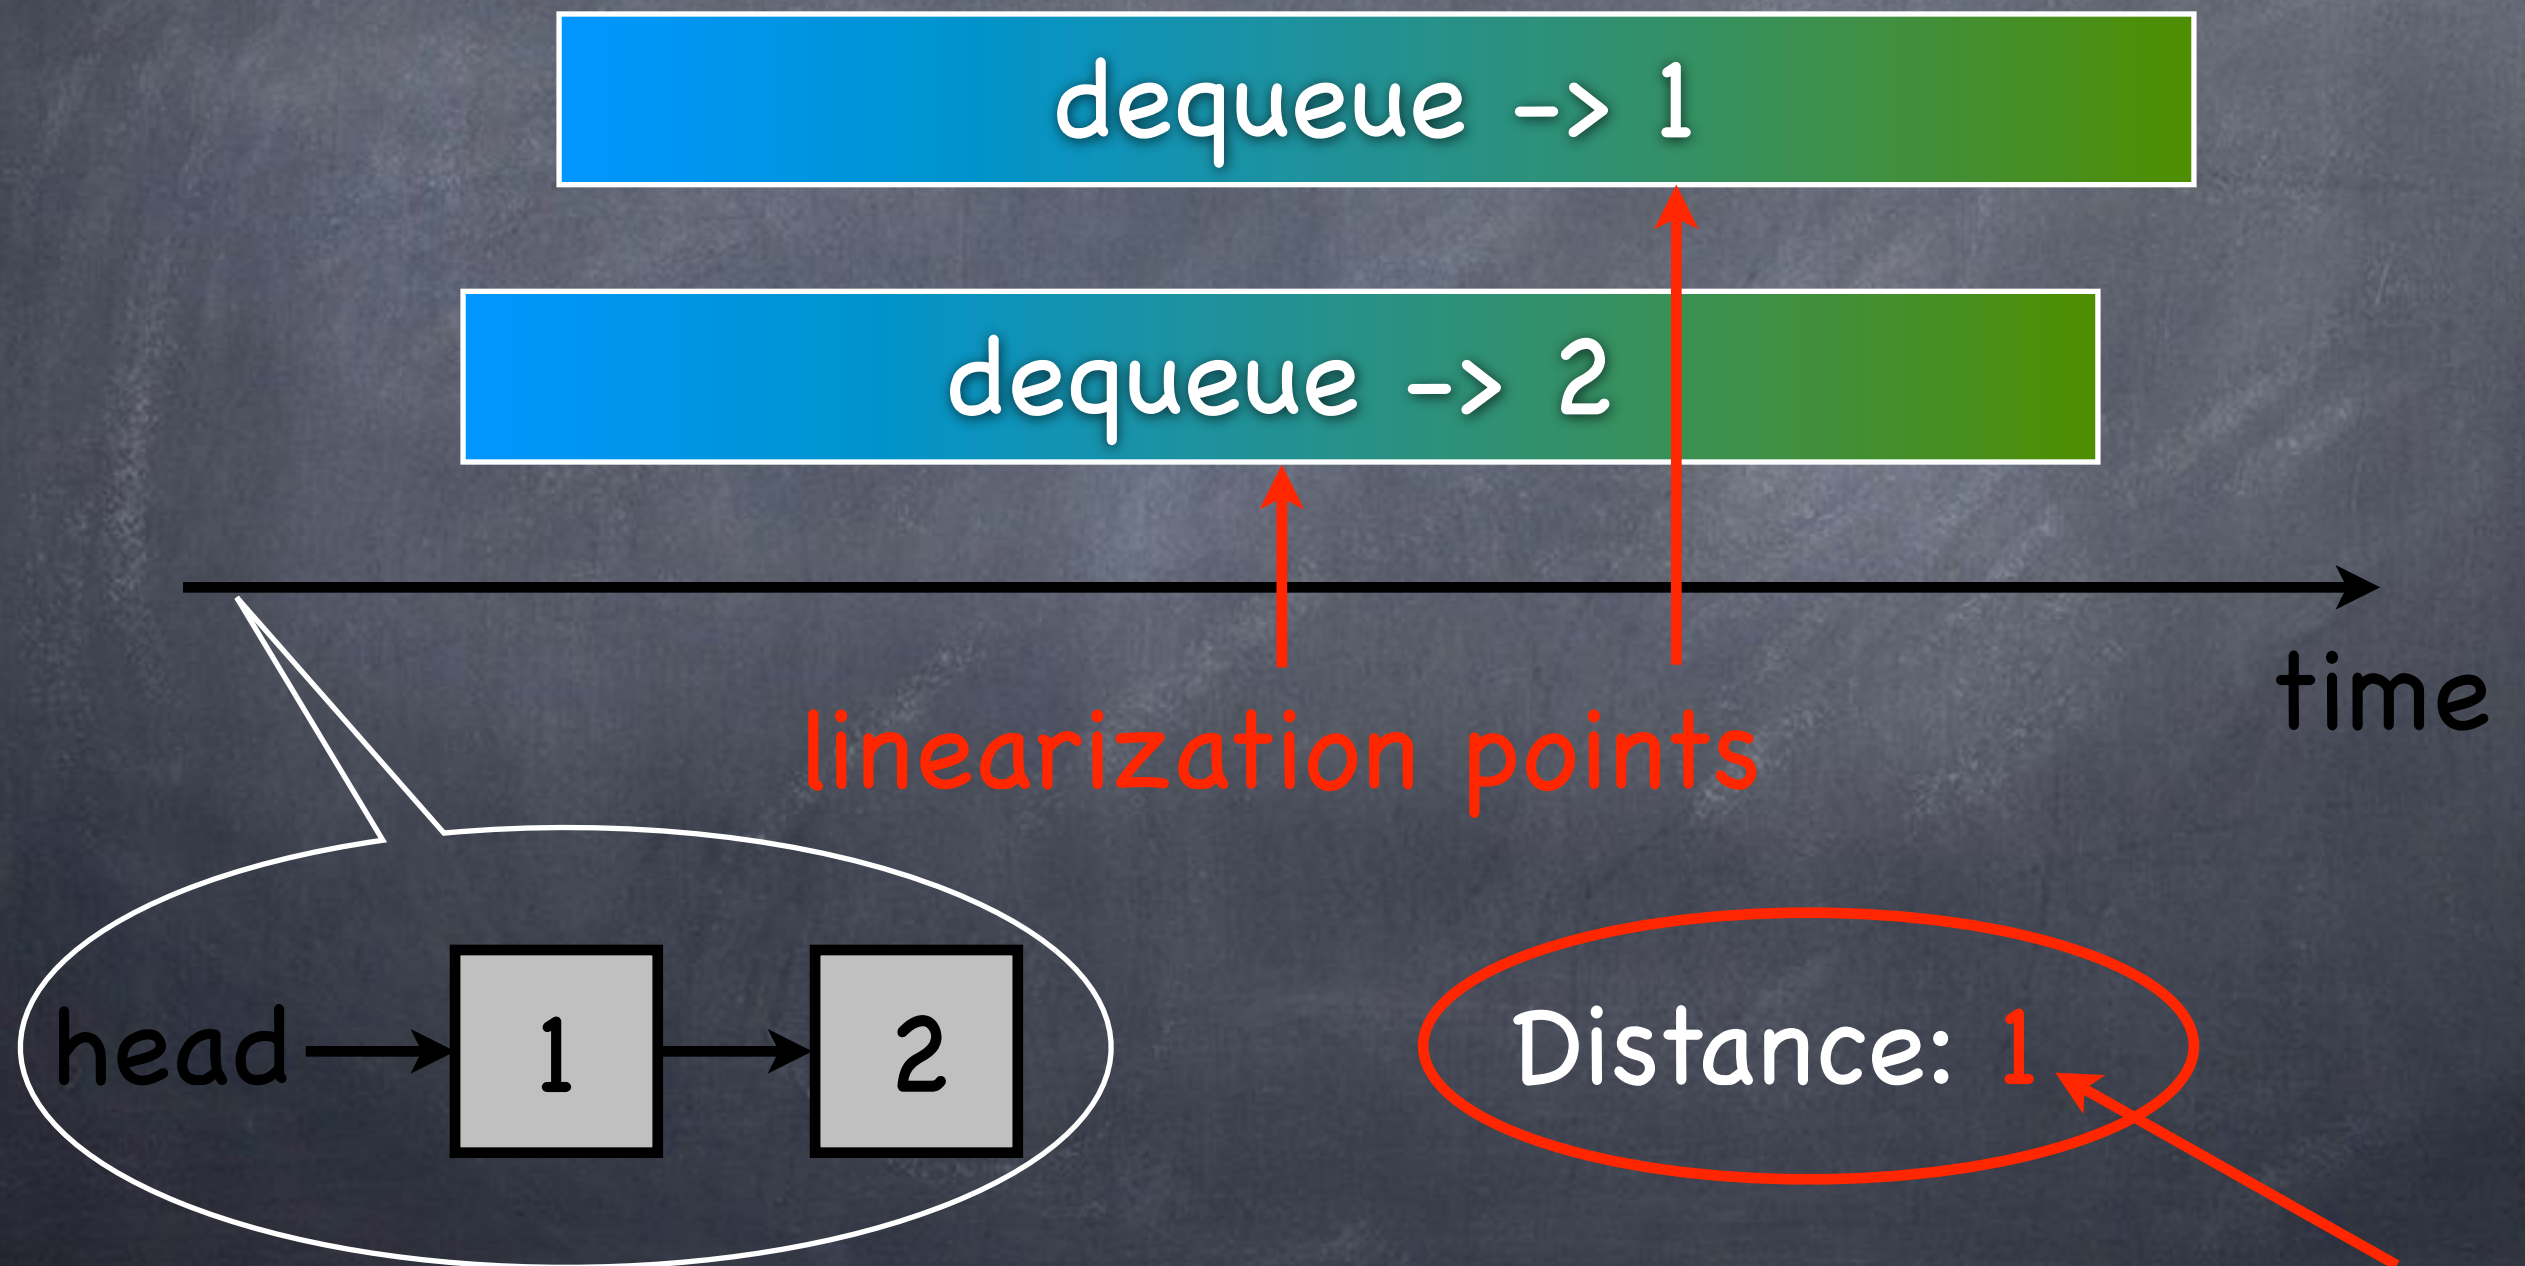 dequeue -> 1
dequeue -> 2
time
linearization points
head
1
2
Distance: 1